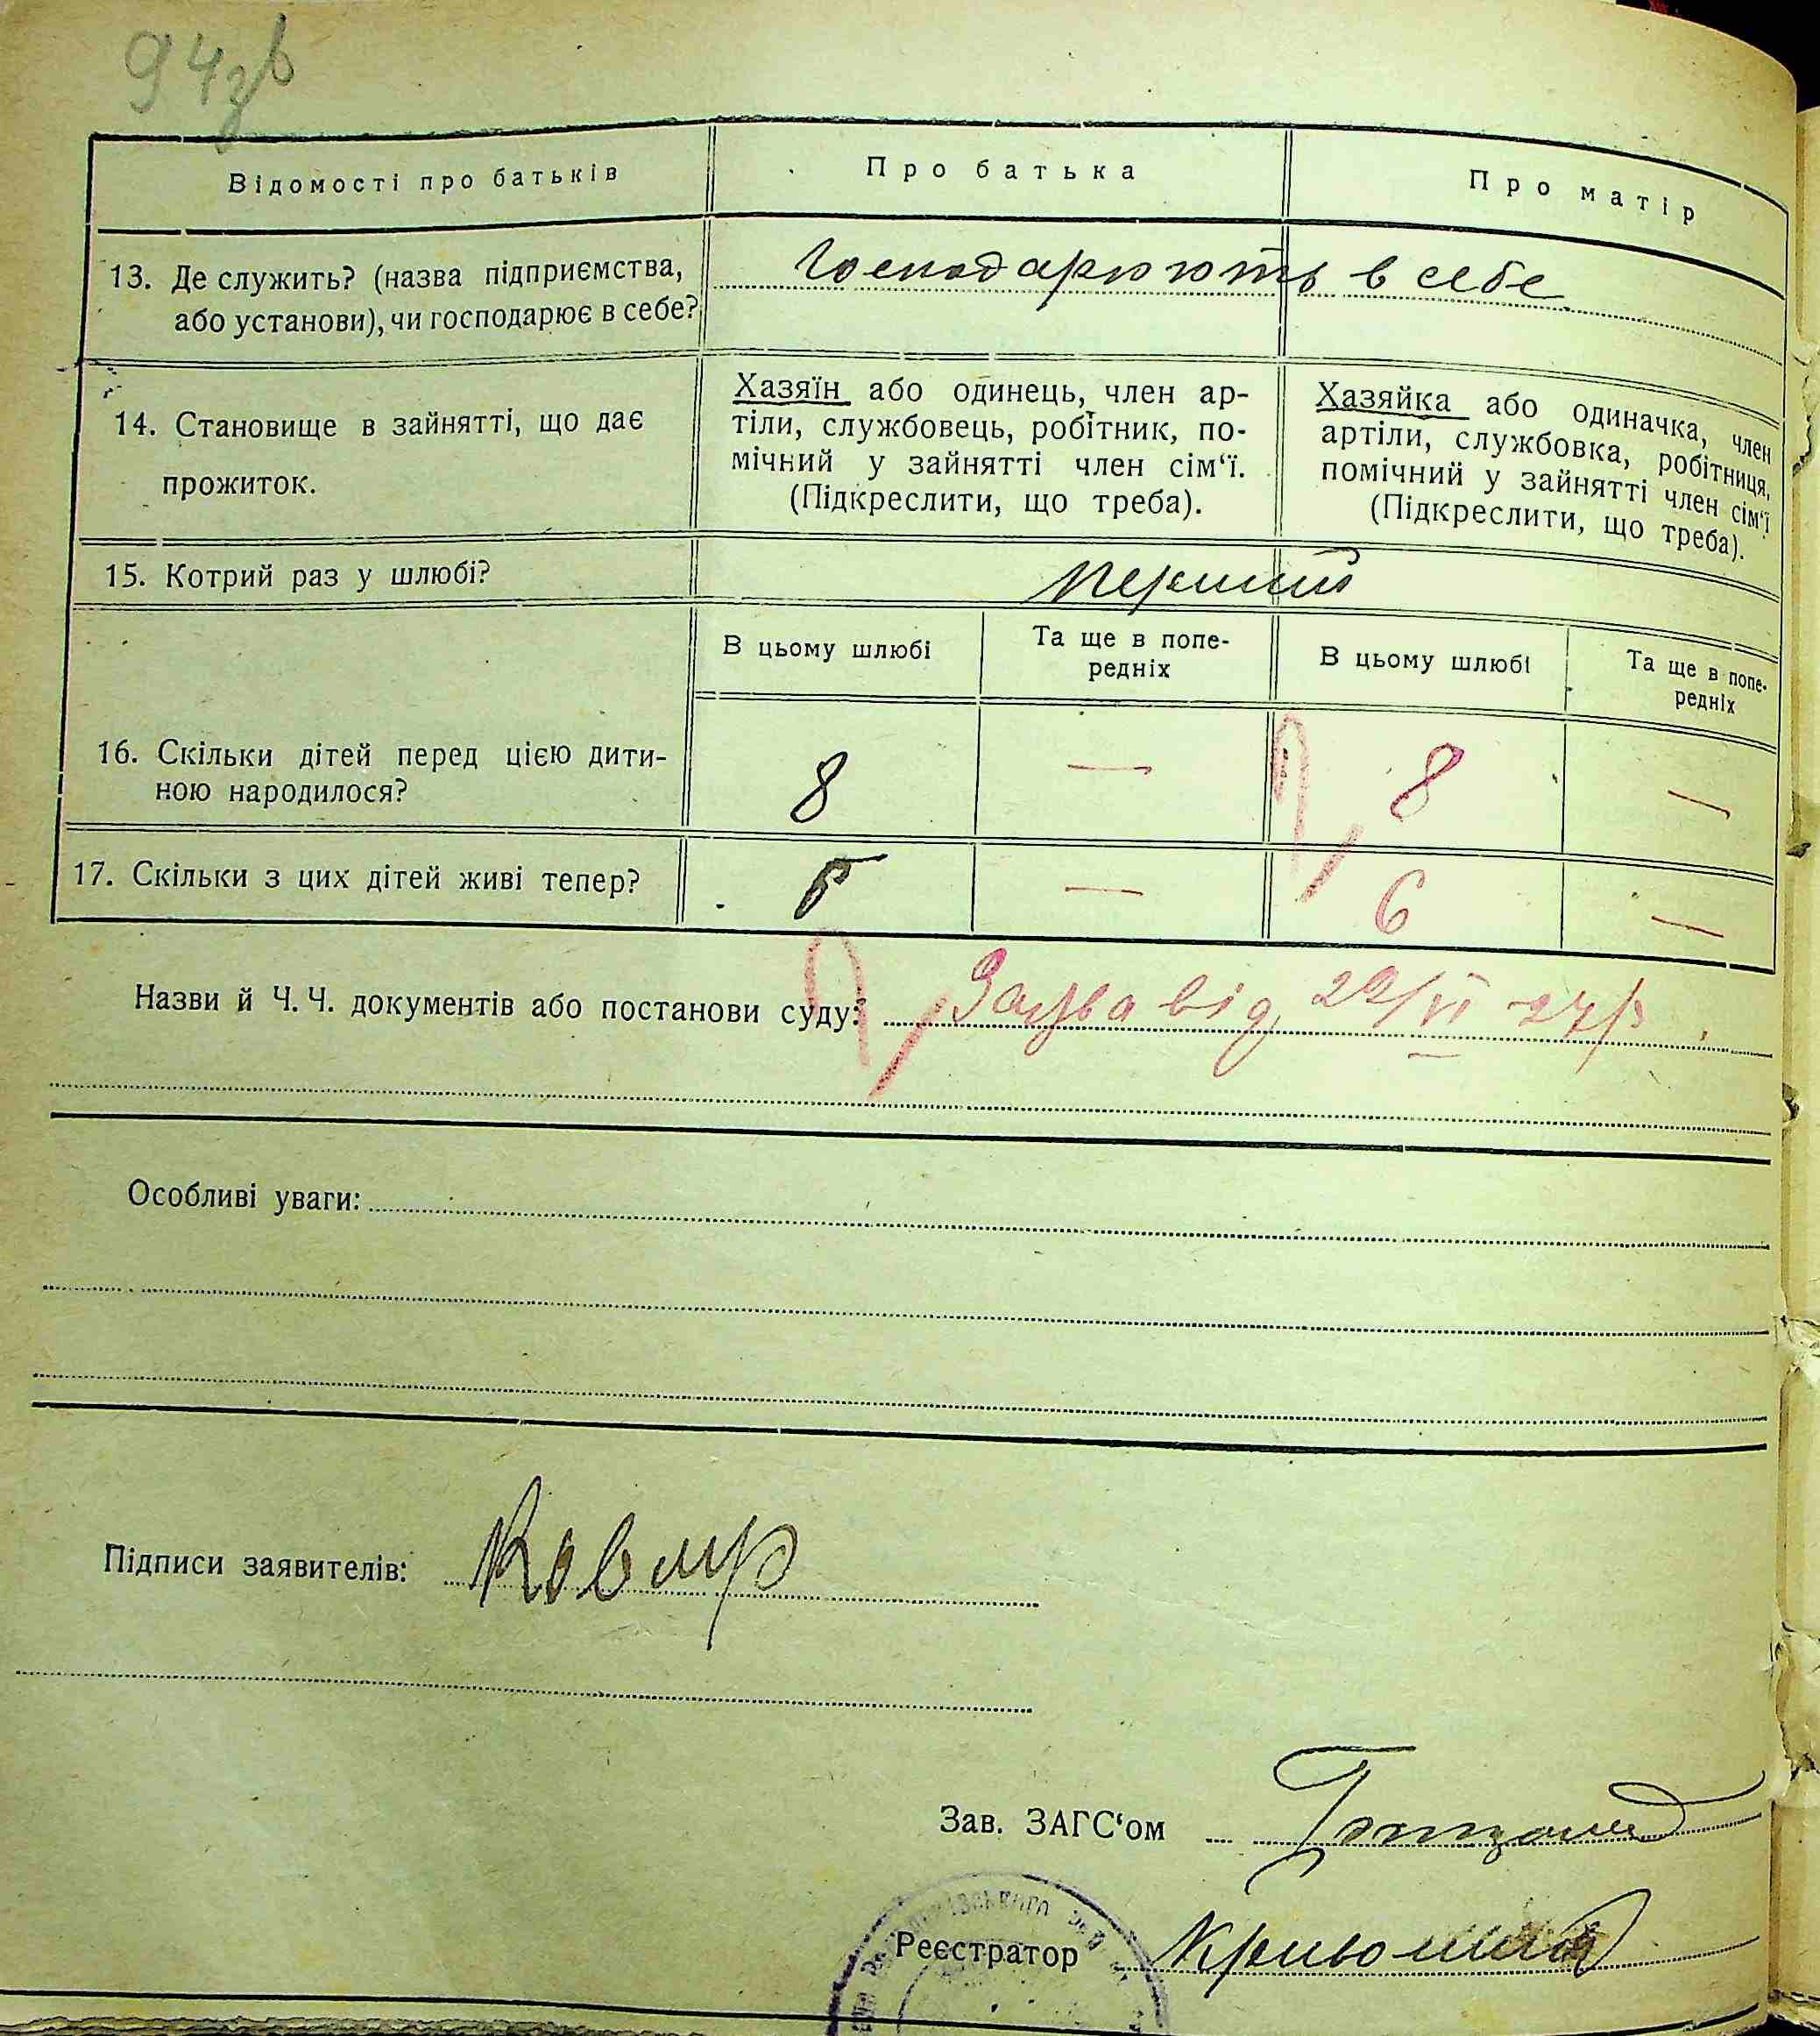 94зв
Відомості про батьків
Про батька
Про матір
13. Де служить? (назва підприємства,
або установи), чи господарює в себе?
Господарюють в себе
14. Становище в зайнятті, що дає
прожиток.
Хазяїн або одинець, член ар-
тіли, службовець, робітник, по-
мічний у зайнятті член сім‘ї.
(Підкреслити, що треба).
Хазяйка або одиначка, член
артіли, службовка, робітниця,
помічний у зайнятті член сім‘ї
(Підкреслити, що треба).
15. Котрий раз у шлюбі?
перший
В цьому шлюбі
Та ще в попе-
редніх
В цьому шлюбі
Та ще в попе-
редніх
16. Скільки дітей перед цією дити-
ною народилося?
8 — 8 —
17. Скільки з цих дітей живі тепер?
— 6 —
Назви й Ч. Ч. документів або постанови суду: Заява від 29/VI
Особливі уваги:
Підписи заявителів:
Зав. ЗАГС‘ом
Реєстратор